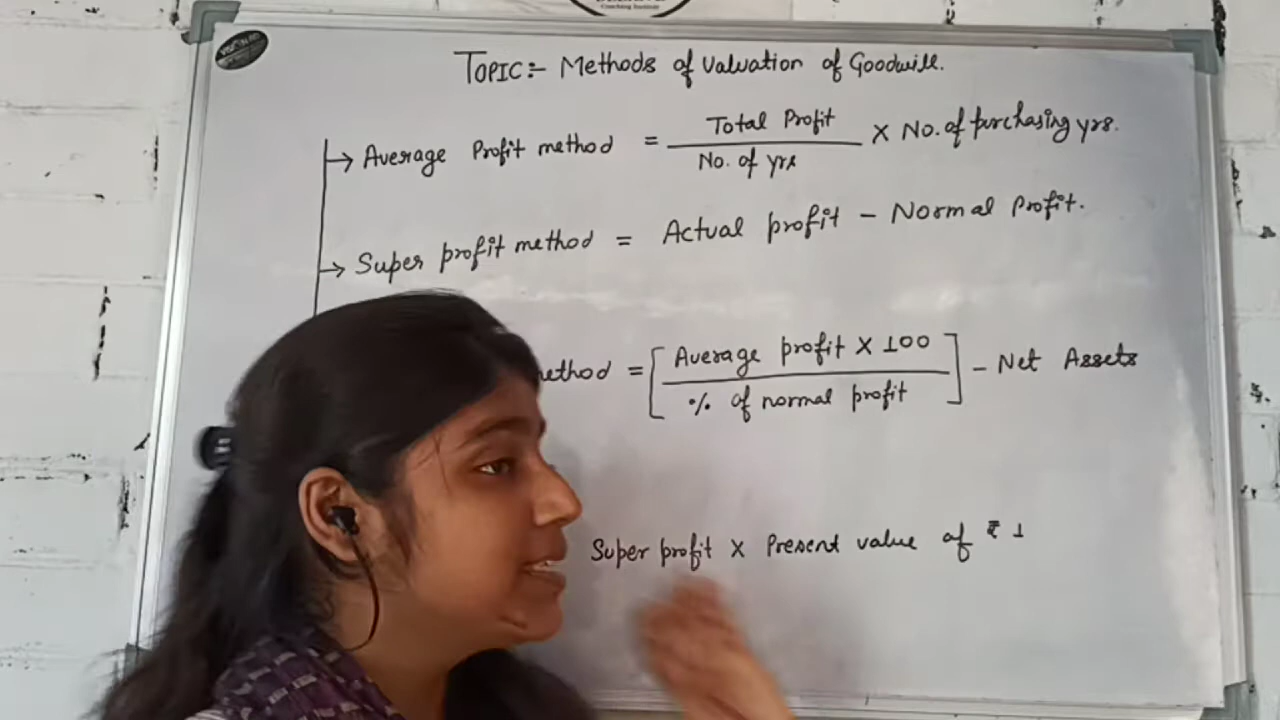 Coaching Institute
TOPIC:- Methods of Valuation of Goodwill.
→ Average Profit method = Total Profit / No. of yrs × No. of purchasing yrs.
→ Super profit method = Actual profit - Normal Profit.
method = [Average profit × 100 / % of normal profit] - Net Assets
Super profit × Present value of ₹ 1